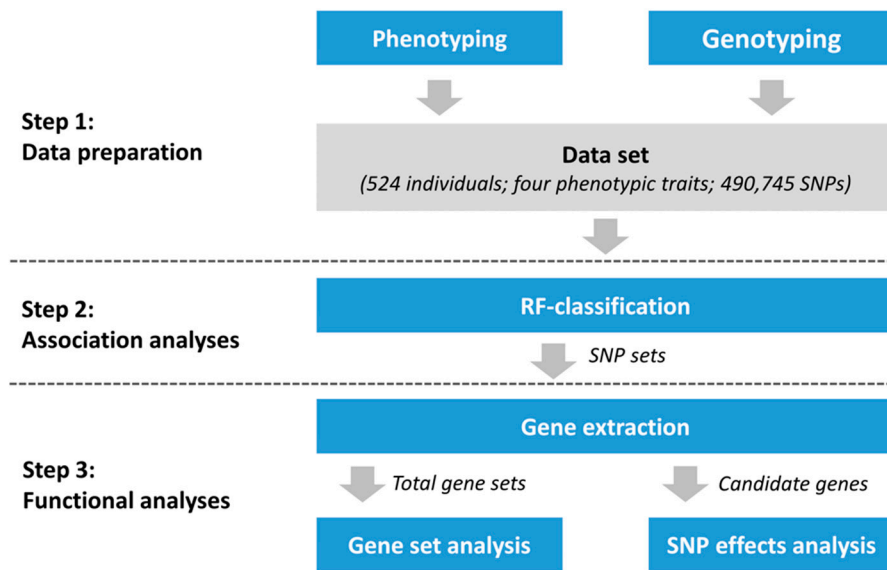 Phenotyping
Genotyping
Step 1:
Data preparation
Data set
(524 individuals; four phenotypic traits; 490,745 SNPs)
Step 2:
Association analyses
RF-classification
SNP sets
Gene extraction
Step 3:
Functional analyses
Total gene sets
Candidate genes
Gene set analysis
SNP effects analysis